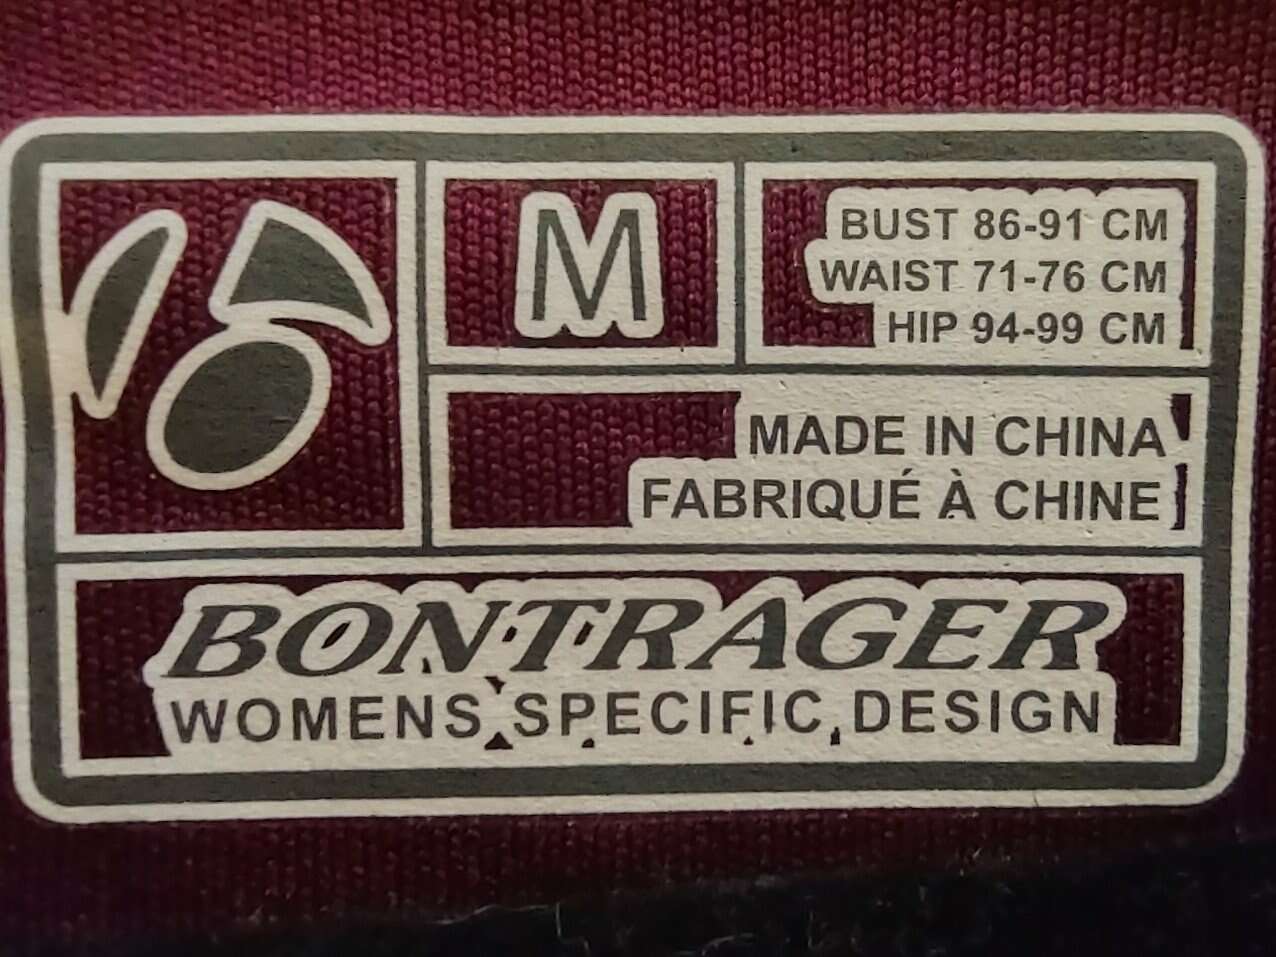 M
BUST 86-91 CM
WAIST 71-76 CM
HIP 94-99 CM
MADE IN CHINA
FABRIQUÉ À CHINE
BONTRAGER
WOMENS SPECIFIC DESIGN